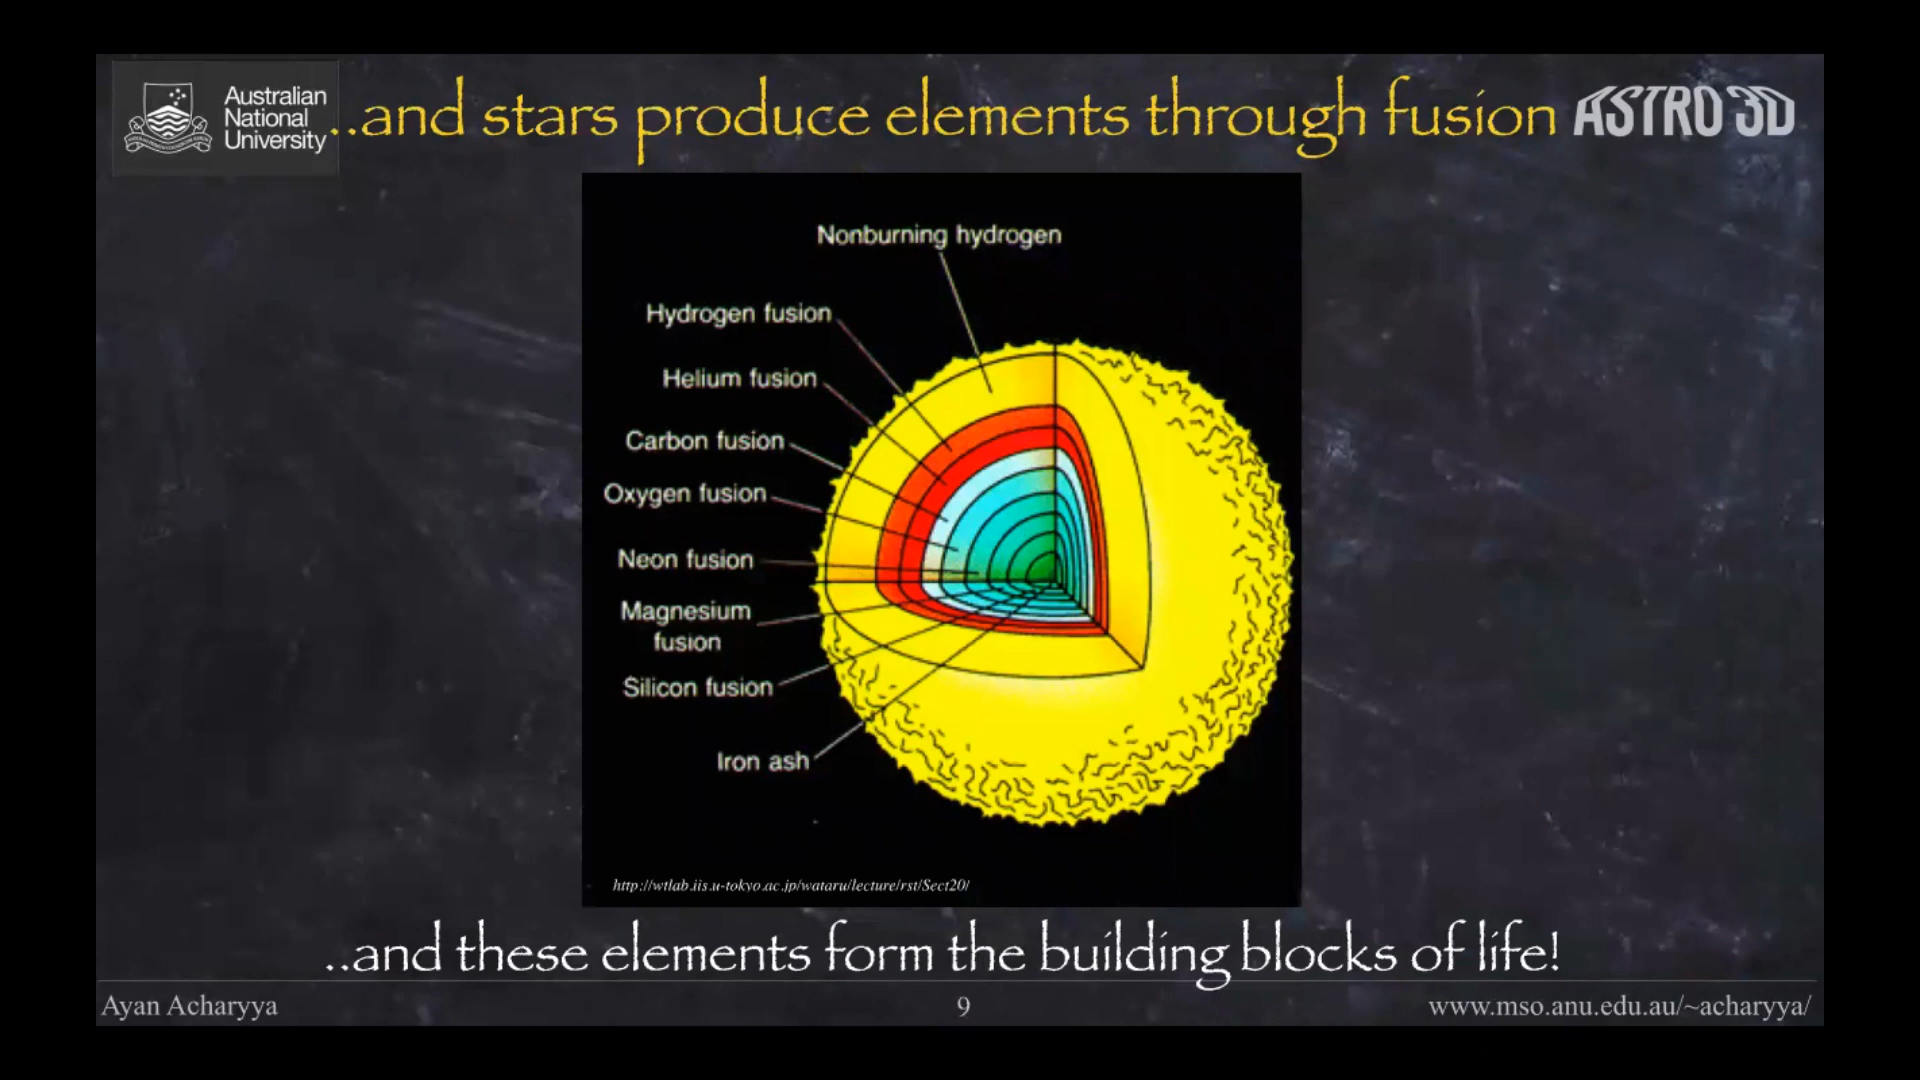 Australian
National
University
..and stars produce elements through fusion
ASTRO 3D
Nonburning hydrogen
Hydrogen fusion
Helium fusion
Carbon fusion
Oxygen fusion
Neon fusion
Magnesium
fusion
Silicon fusion
Iron ash
http://wtlab.iis.u-tokyo.ac.jp/wataru/lecture/rst/Sect20/
..and these elements form the building blocks of life!
Ayan Acharyya
9
www.mso.anu.edu.au/~acharyya/